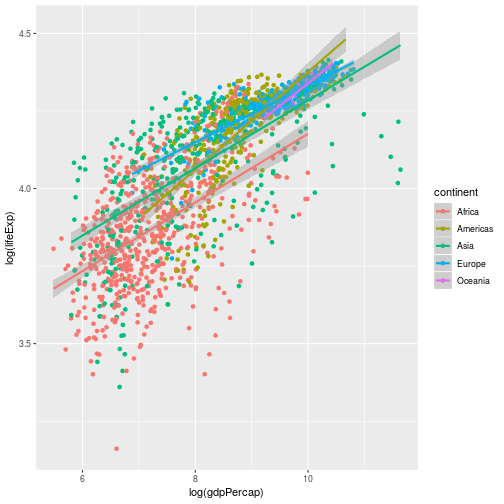 4.5
4.0
3.5
log(lifeExp)
6
8
10
log(gdpPercap)
continent
Africa
Americas
Asia
Europe
Oceania